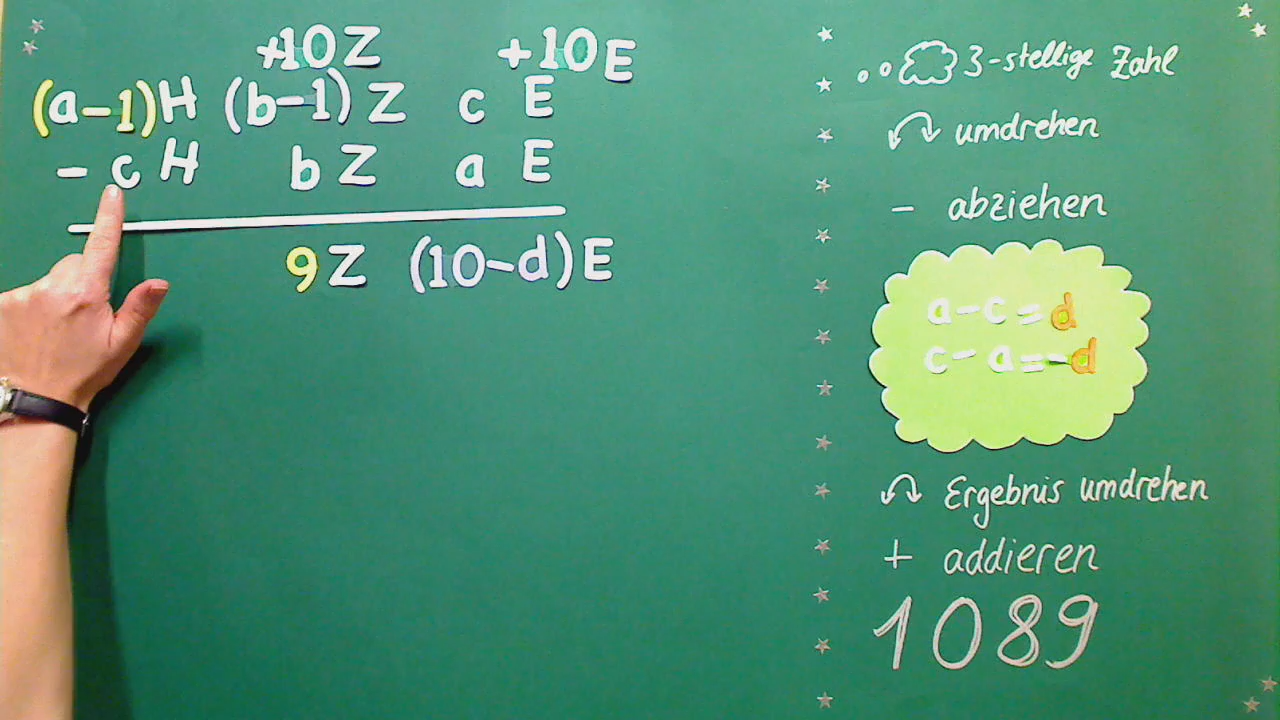 +10Z +10E
(a-1)H (b-1)Z c E
- c H b Z a E
9Z (10-d)E
3-stellige Zahl
umdrehen
- abziehen
a-c=d
c-a=-d
Ergebnis umdrehen
+ addieren
1089